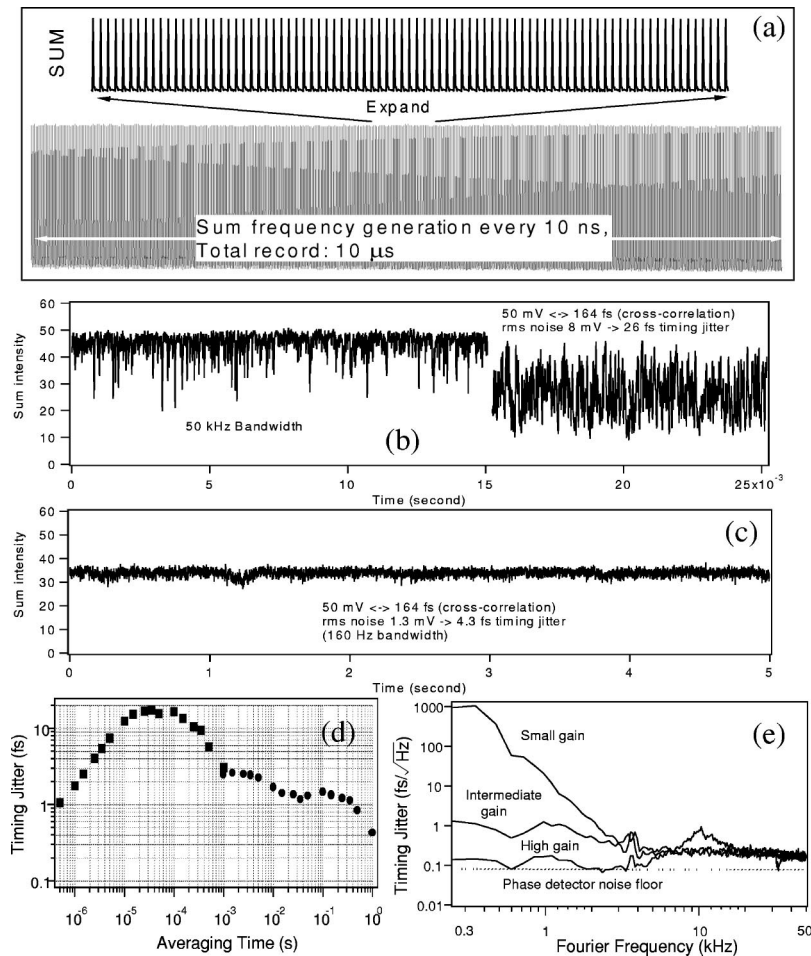 (a)
SUM
Expand
Sum frequency generation every 10 ns,
Total record: 10 μs
60
50
40
30
20
10
0
Sum intensity
50 mV <-> 164 fs (cross-correlation)
rms noise 8 mV -> 26 fs timing jitter
50 kHz Bandwidth
(b)
0
5
10
15
20
25x10⁻³
Time (second)
60
50
40
30
20
10
0
Sum intensity
(c)
50 mV <-> 164 fs (cross-correlation)
rms noise 1.3 mV -> 4.3 fs timing jitter
(160 Hz bandwidth)
0
1
2
3
4
5
Time (second)
(d)
Timing Jitter (fs)
10
1
0.1
10⁻⁶
10⁻⁵
10⁻⁴
10⁻³
10⁻²
10⁻¹
10⁰
Averaging Time (s)
(e)
Timing Jitter (fs/√Hz)
1000
100
10
1
0.1
0.01
Small gain
Intermediate
gain
High gain
Phase detector noise floor
0.3
1
10
50
Fourier Frequency (kHz)